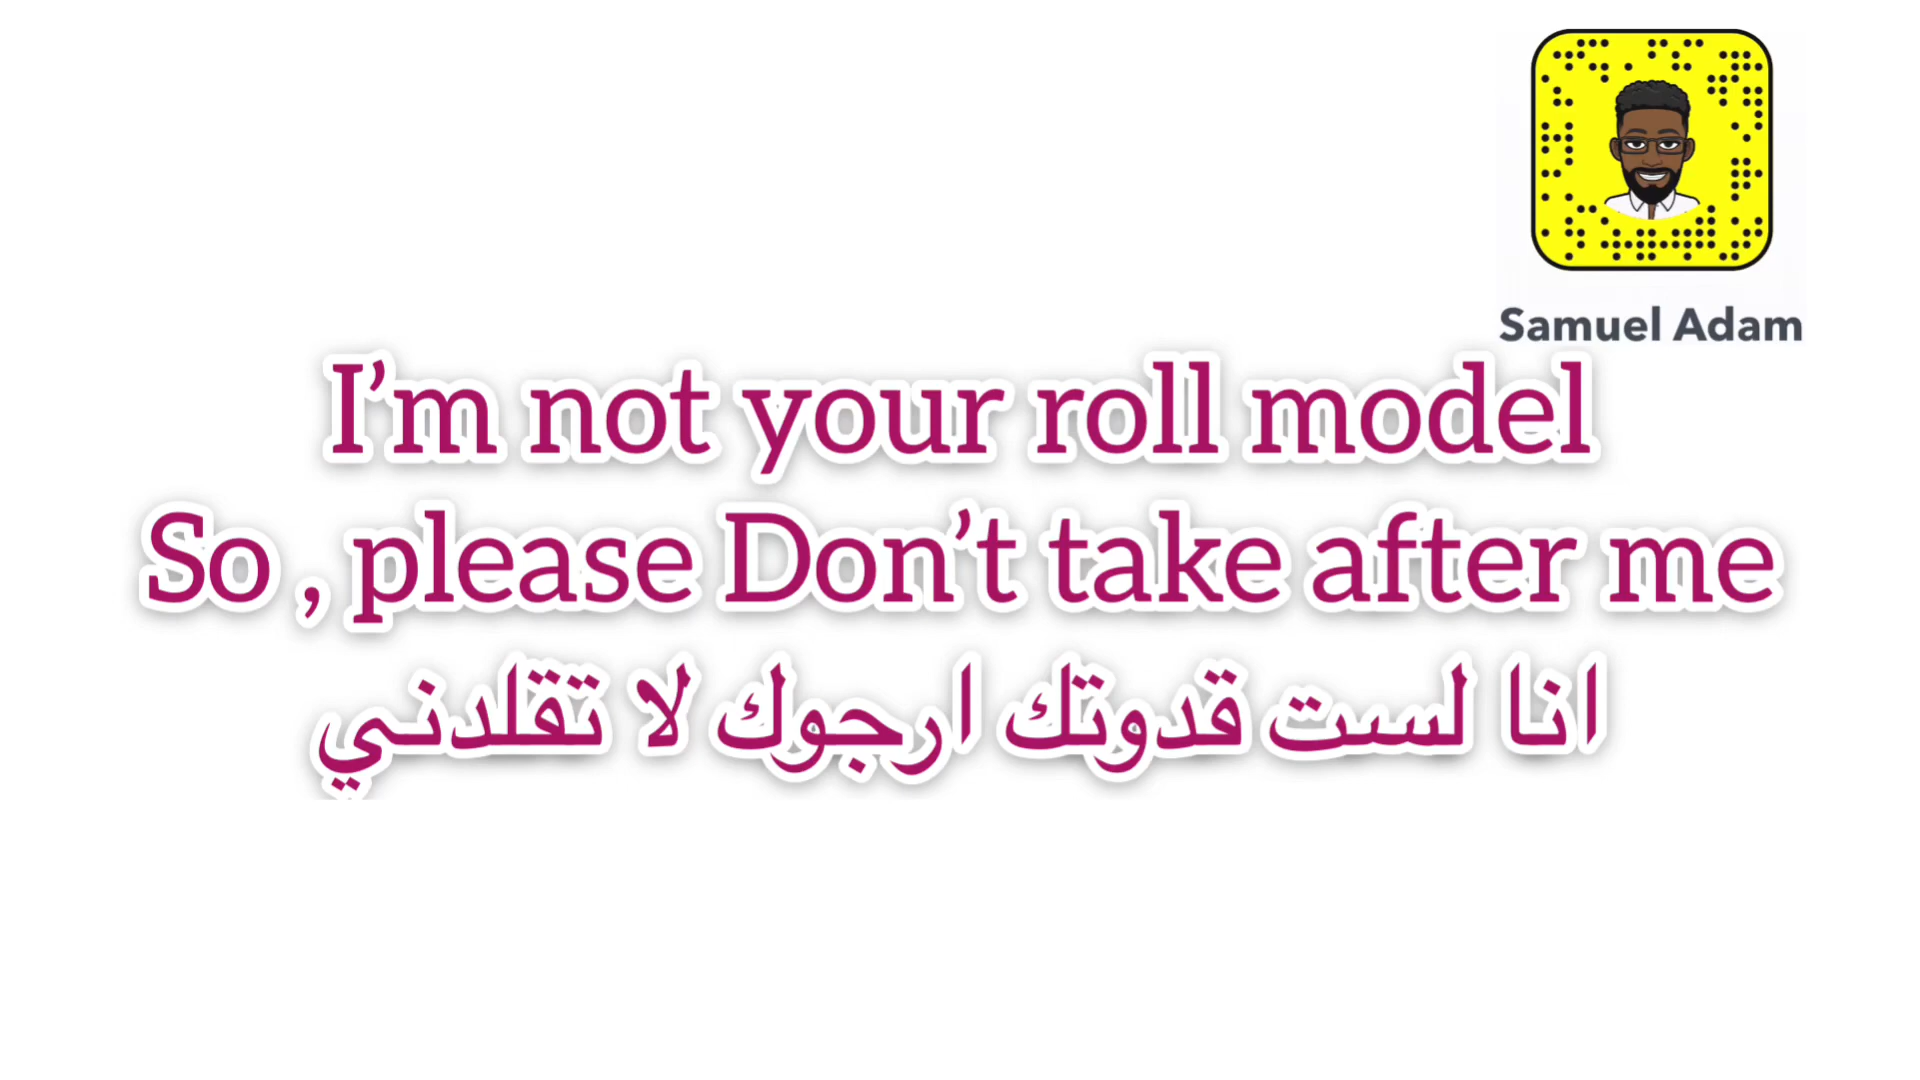 Samuel Adam
I’m not your roll model
So , please Don’t take after me
انا لست قدوتك ارجوك لا تقلدني